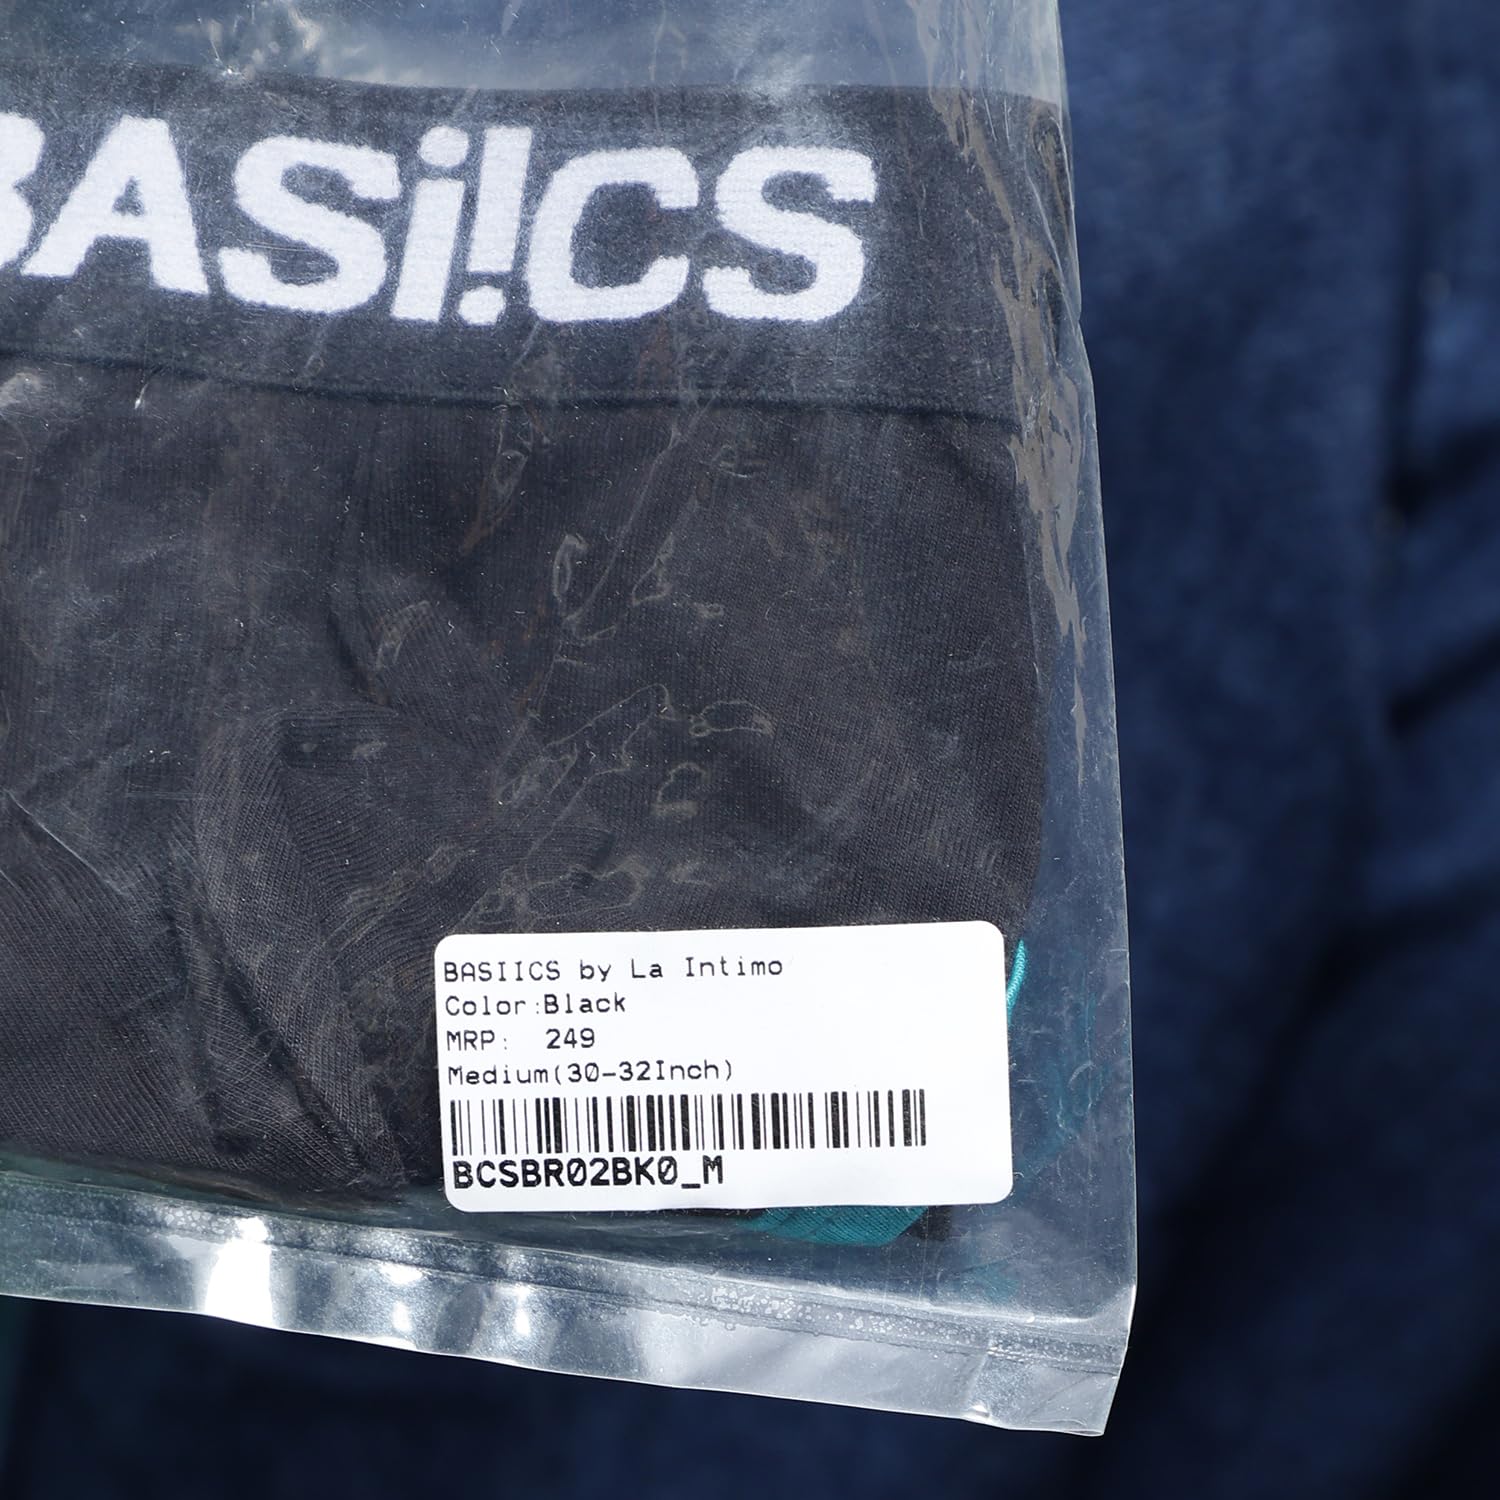 BASi!CS
BASIICS by La Intimo
Color:Black
MRP: 249
Medium(30-32Inch)
BCSBR02BK0_M